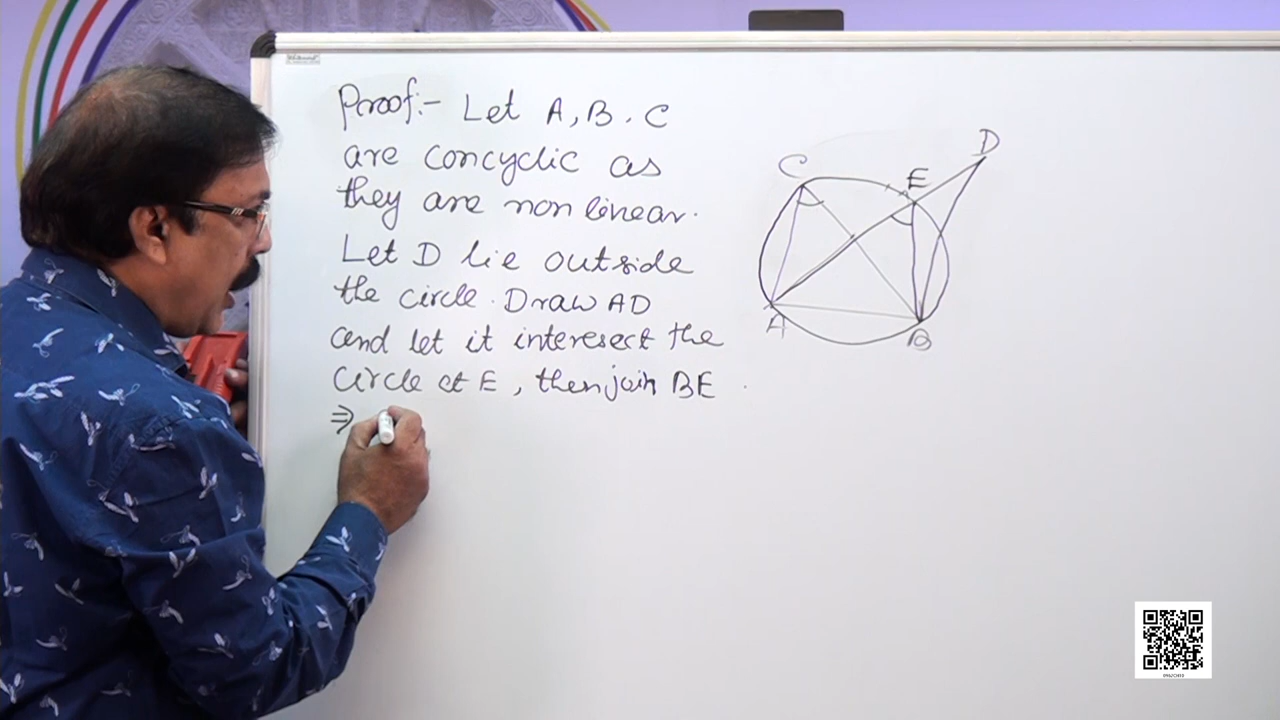 Proof:- Let A, B, C
are concyclic as
they are non linear.
Let D lie outside
the circle. Draw AD
and let it interesect the
Circle at E, then join BE
⇒
C
E
D
A
B